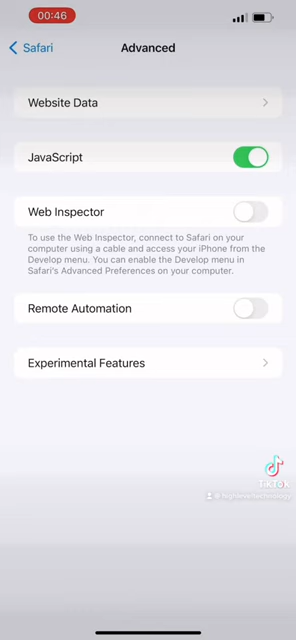 00:46
Safari
Advanced
Website Data
JavaScript
Web Inspector
To use the Web Inspector, connect to Safari on your
computer using a cable and access your iPhone from the
Develop menu. You can enable the Develop menu in
Safari's Advanced Preferences on your computer.
Remote Automation
Experimental Features
TikTok